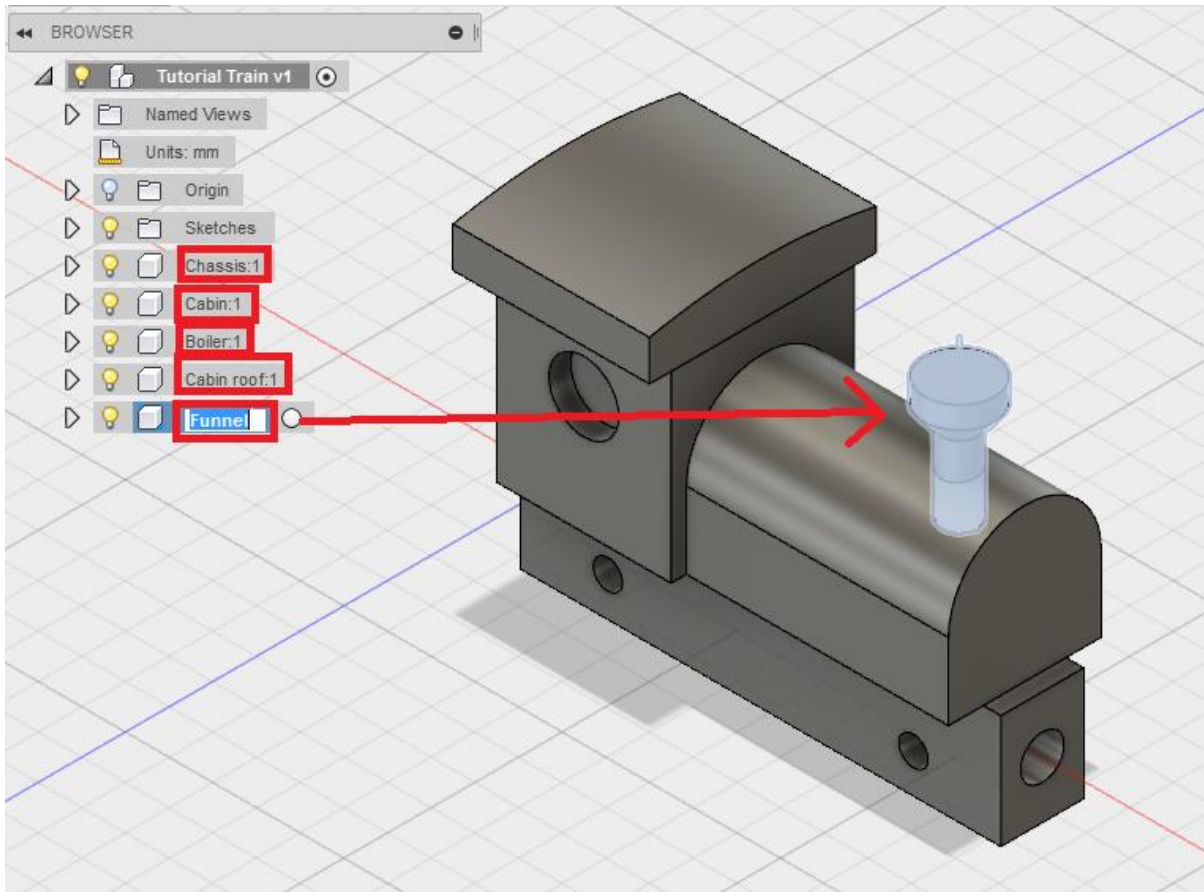 BROWSER
Tutorial Train v1
Named Views
Units: mm
Origin
Sketches
Chassis:1
Cabin:1
Boiler:1
Cabin roof:1
Funnel